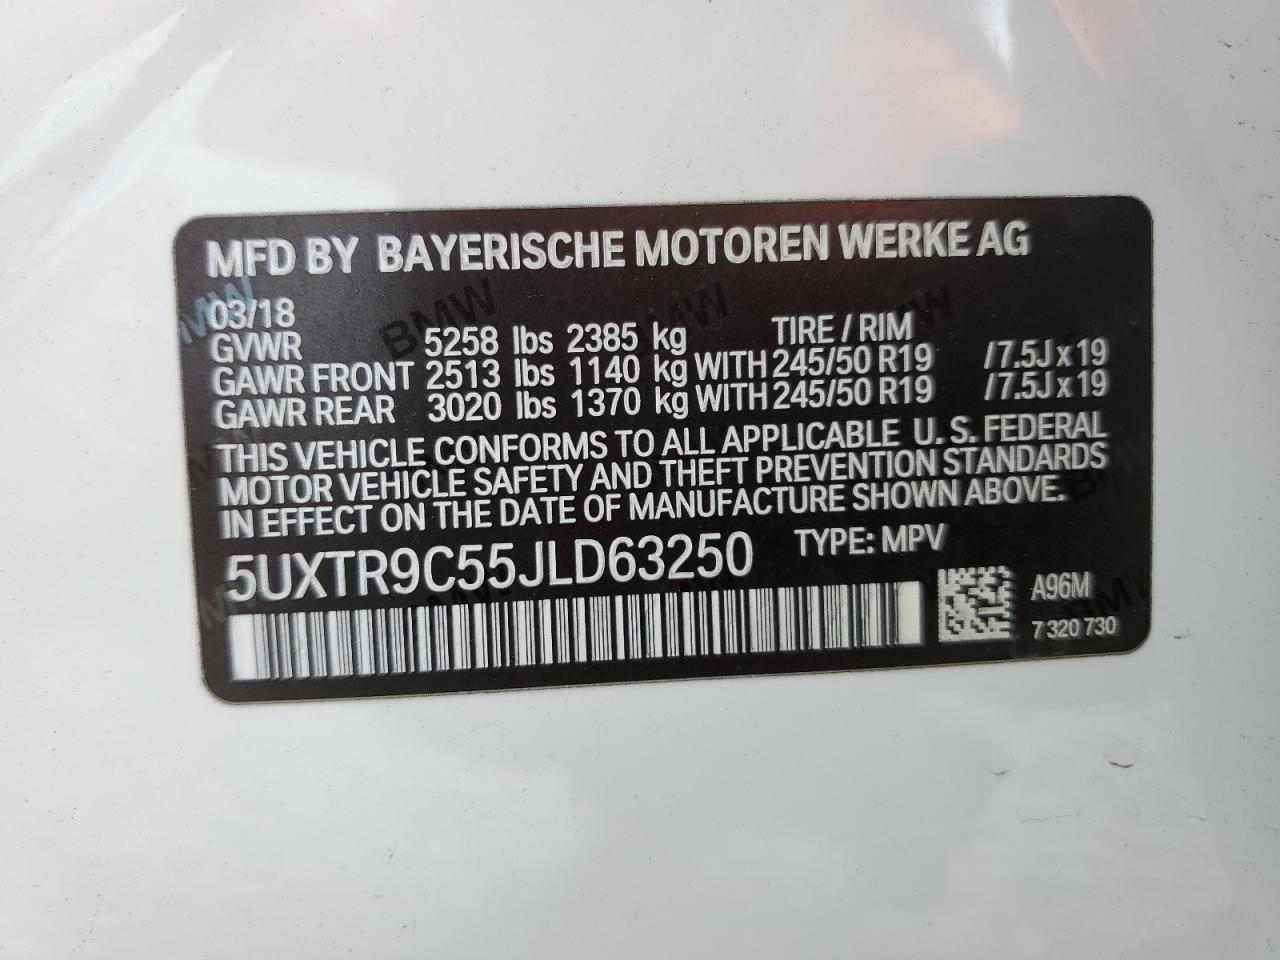 MFD BY BAYERISCHE MOTOREN WERKE AG
03/18
GVWR 5258 lbs 2385 kg TIRE / RIM
GAWR FRONT 2513 lbs 1140 kg WITH 245/50 R19 /7.5J x 19
GAWR REAR 3020 lbs 1370 kg WITH 245/50 R19 /7.5J x 19
THIS VEHICLE CONFORMS TO ALL APPLICABLE U. S. FEDERAL
MOTOR VEHICLE SAFETY AND THEFT PREVENTION STANDARDS
IN EFFECT ON THE DATE OF MANUFACTURE SHOWN ABOVE.
5UXTR9C55JLD63250 TYPE: MPV
A96M
7 320 730